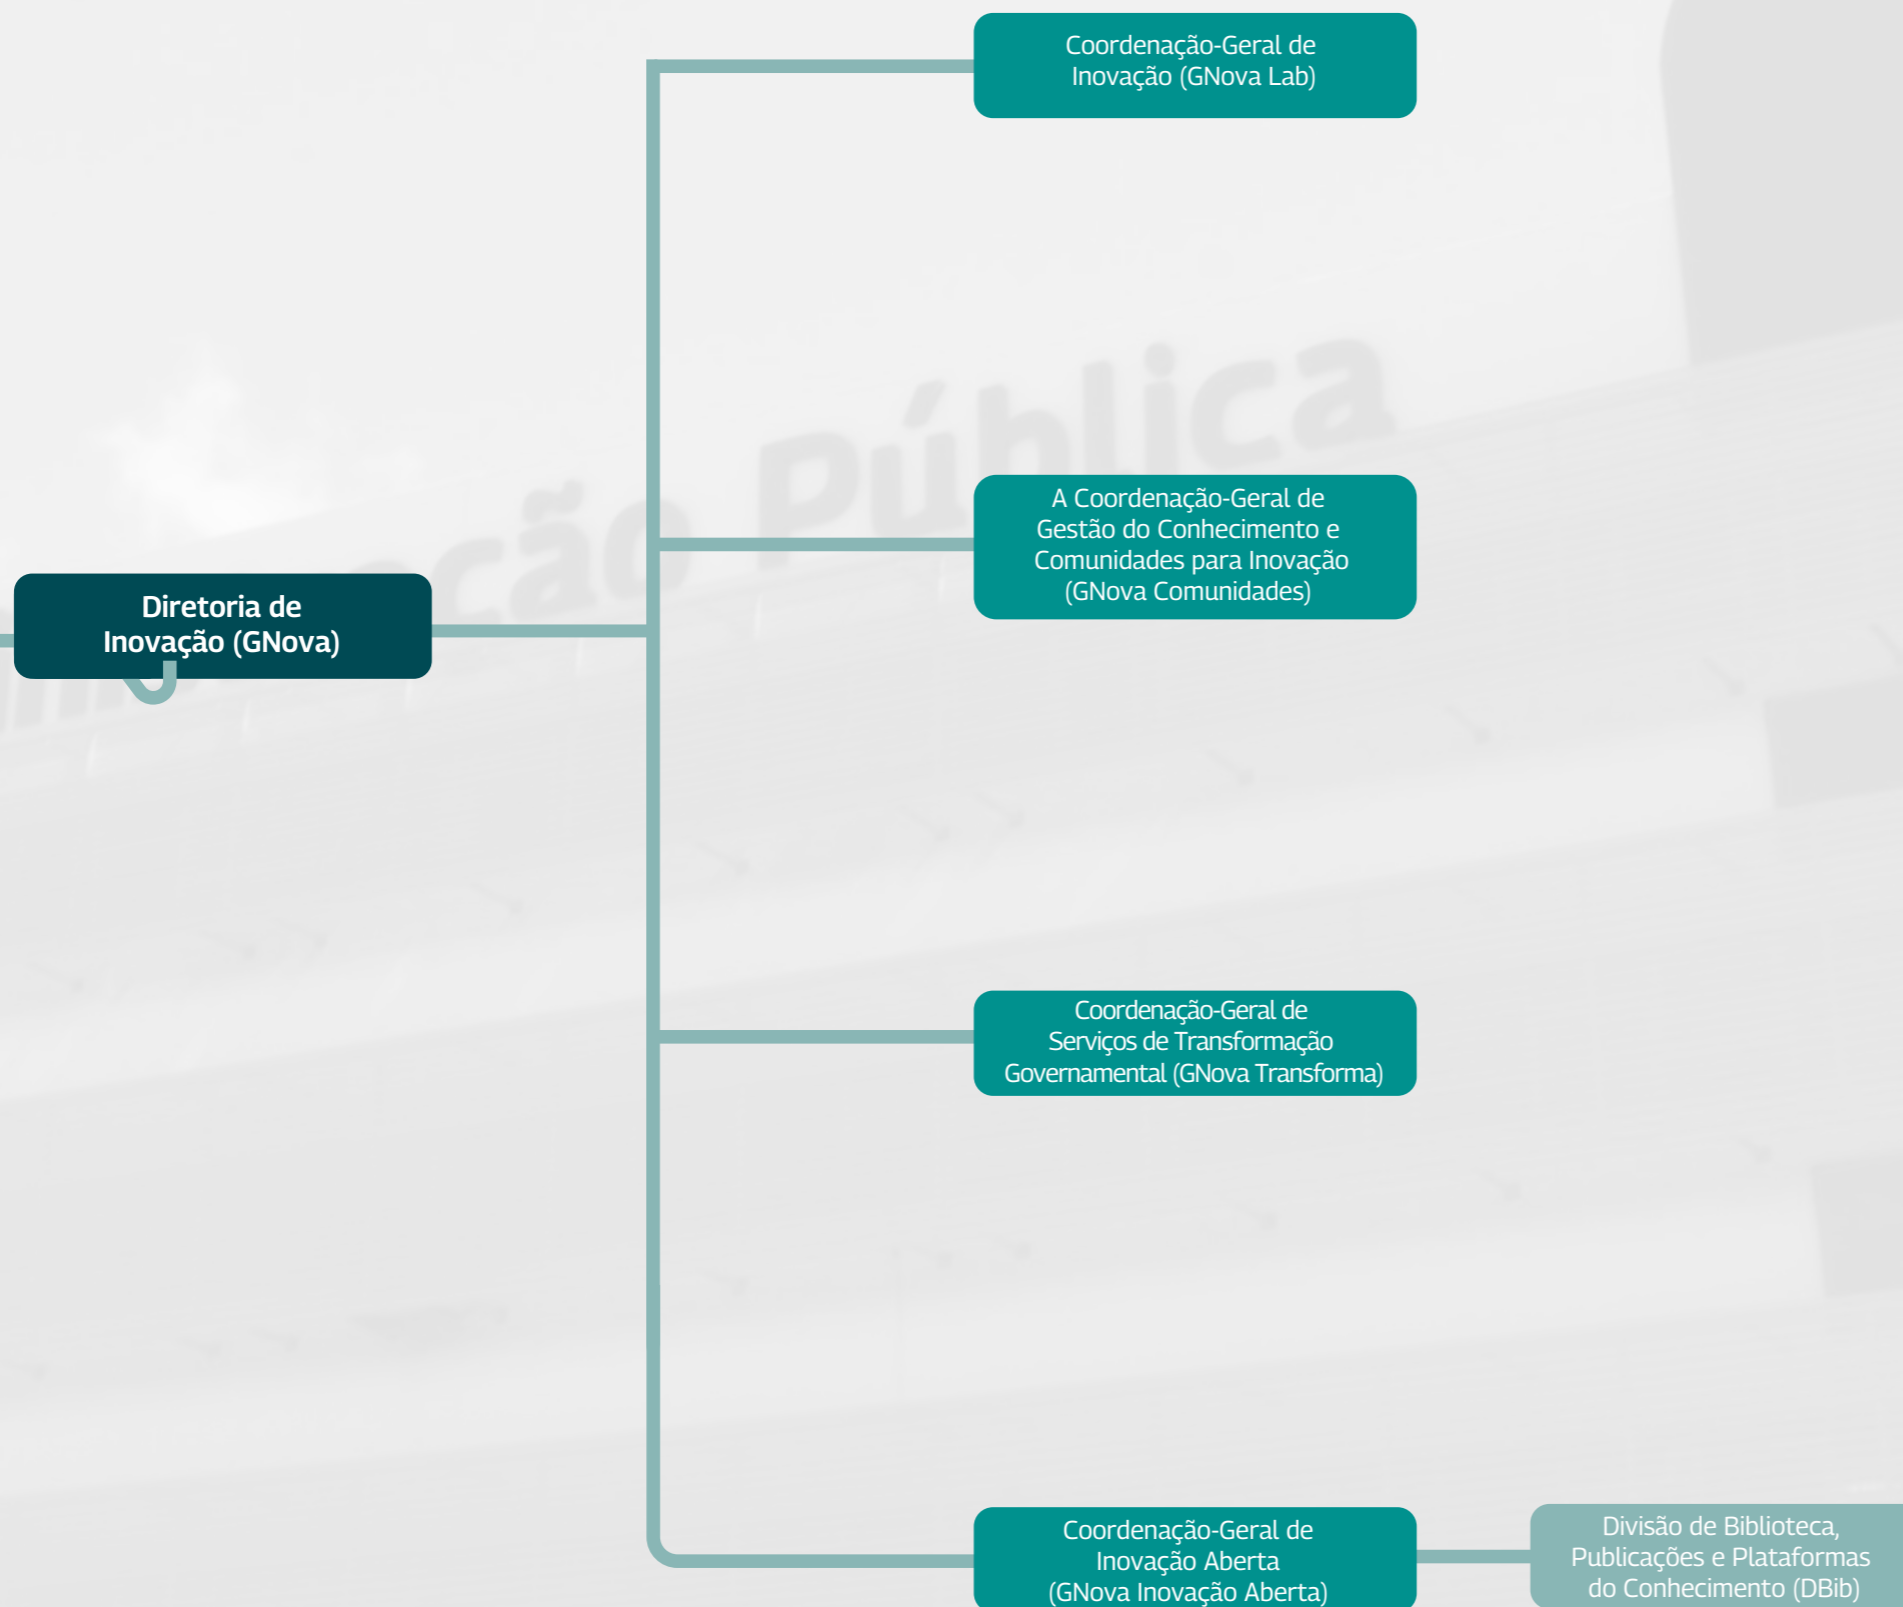 Coordenação-Geral de
Inovação (GNova Lab)
ção Pública
A Coordenação-Geral de
Gestão do Conhecimento e
Comunidades para Inovação
(GNova Comunidades)
Diretoria de
Inovação (GNova)
Coordenação-Geral de
Serviços de Transformação
Governamental (GNova Transforma)
Coordenação-Geral de
Inovação Aberta
(GNova Inovação Aberta)
Divisão de Biblioteca,
Publicações e Plataformas
do Conhecimento (DBib)